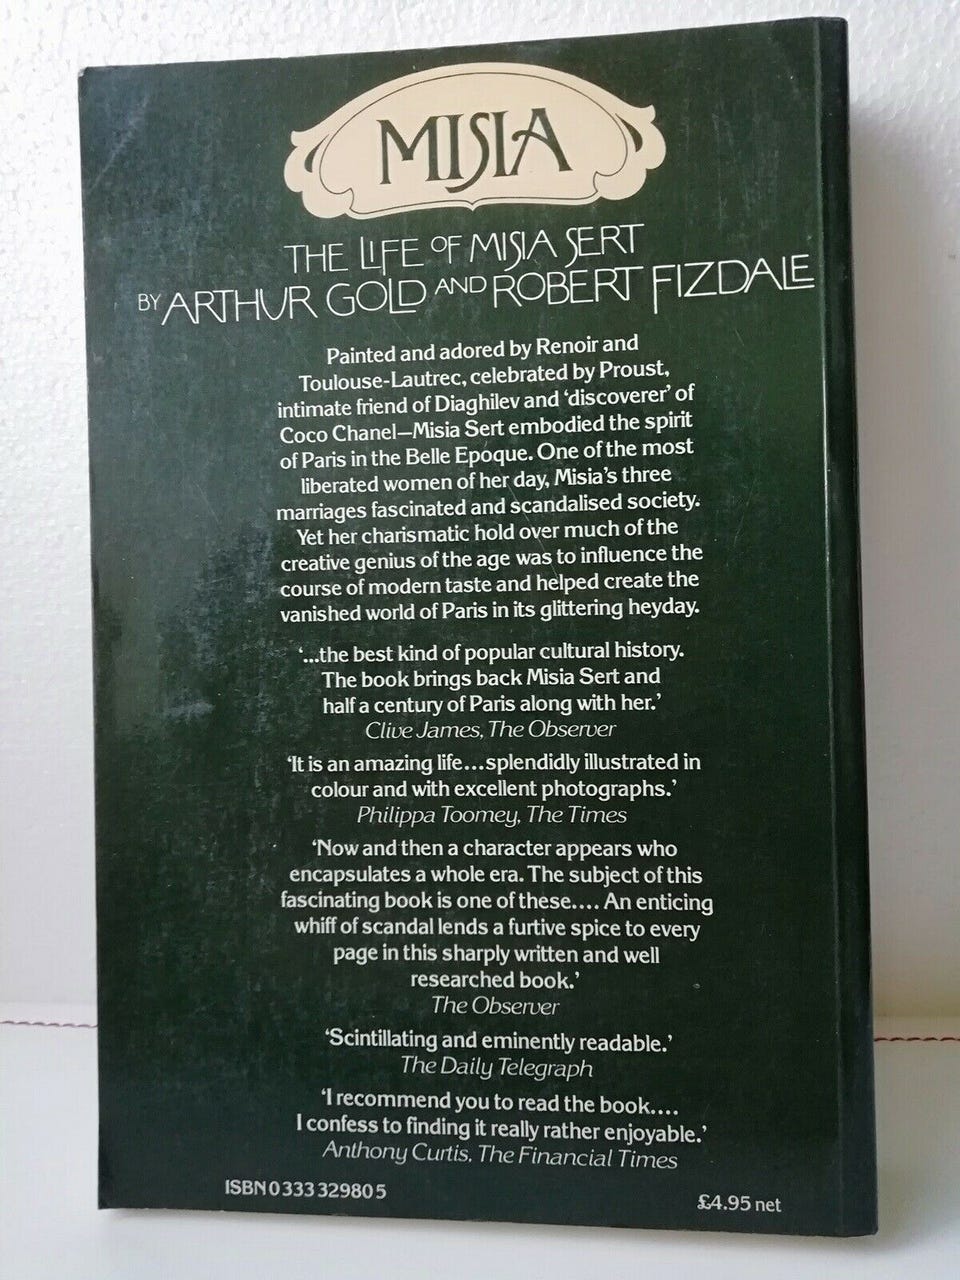 MISIA
THE LIFE OF MISIA SERT
BY ARTHUR GOLD AND ROBERT FIZDALE
Painted and adored by Renoir and
Toulouse-Lautrec, celebrated by Proust,
intimate friend of Diaghilev and ‘discoverer’ of
Coco Chanel—Misia Sert embodied the spirit
of Paris in the Belle Epoque. One of the most
liberated women of her day, Misia’s three
marriages fascinated and scandalised society.
Yet her charismatic hold over much of the
creative genius of the age was to influence the
course of modern taste and helped create the
vanished world of Paris in its glittering heyday.
‘...the best kind of popular cultural history.
The book brings back Misia Sert and
half a century of Paris along with her.’
Clive James, The Observer
‘It is an amazing life...splendidly illustrated in
colour and with excellent photographs.’
Philippa Toomey, The Times
‘Now and then a character appears who
encapsulates a whole era. The subject of this
fascinating book is one of these.... An enticing
whiff of scandal lends a furtive spice to every
page in this sharply written and well
researched book.’
The Observer
‘Scintillating and eminently readable.’
The Daily Telegraph
‘I recommend you to read the book....
I confess to finding it really rather enjoyable.’
Anthony Curtis. The Financial Times
ISBN 0 333 32980 5
£4.95 net